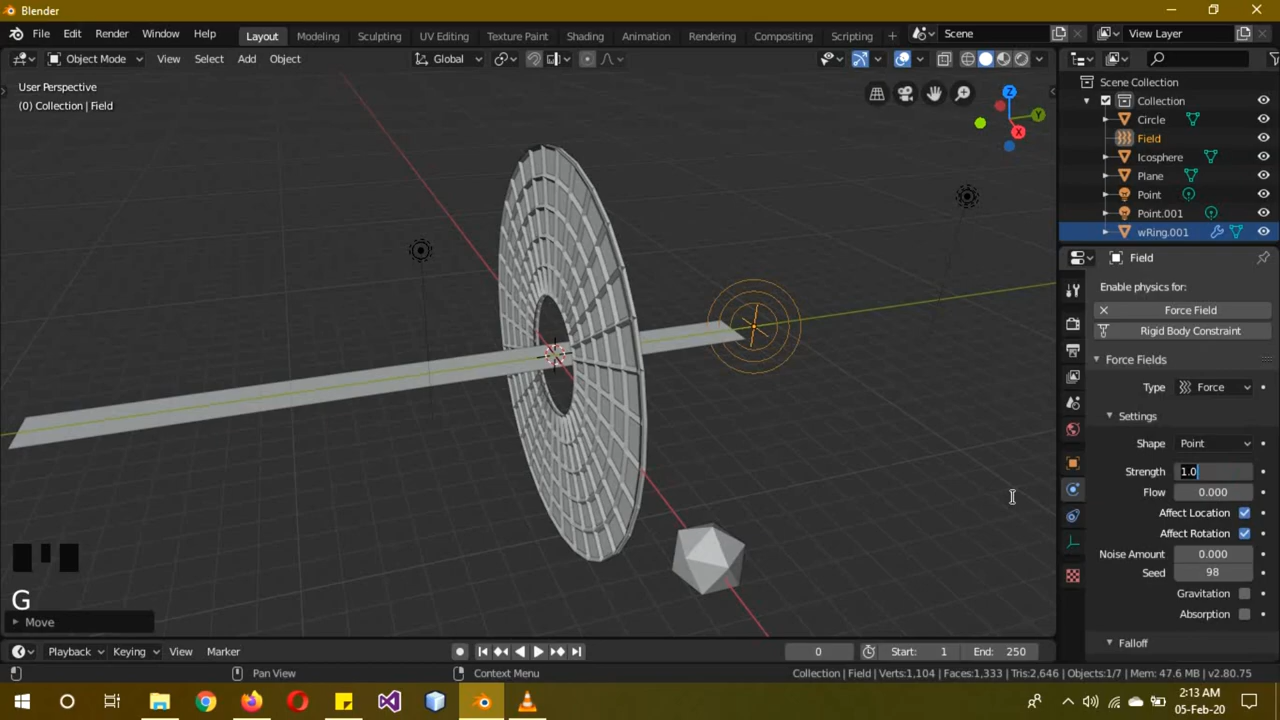 Blender
File Edit Render Window Help Layout Modeling Sculpting UV Editing Texture Paint Shading Animation Rendering Compositing Scripting + Scene View Layer
Object Mode View Select Add Object Global
User Perspective
(0) Collection | Field
Z
Y
X
Scene Collection
Collection
Circle
Field
Icosphere
Plane
Point
Point.001
wRing.001
Field
Enable physics for:
Force Field
Rigid Body Constraint
Force Fields
Type Force
Settings
Shape Point
Strength 1.0
Flow 0.000
Affect Location
Affect Rotation
Noise Amount 0.000
Seed 98
Gravitation
Absorption
Falloff
G
Move
Playback Keying View Marker 0 Start: 1 End: 250
Pan View Context Menu Collection | Field | Verts:1,104 | Faces:1,333 | Tris:2,646 | Objects:1/7 | Mem: 47.6 MB | v2.80.75
2:13 AM
05-Feb-20